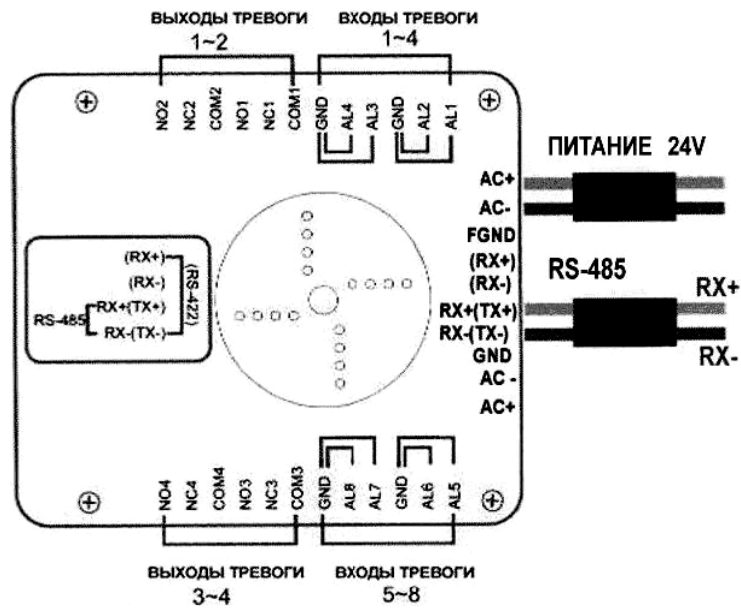 ВЫХОДЫ ТРЕВОГИ
1~2
ВХОДЫ ТРЕВОГИ
1~4
NO2
NC2
COM2
NO1
NC1
COM1
GND
AL4
AL3
GND
AL2
AL1
ПИТАНИЕ 24V
AC+
AC-
FGND
(RX+)
(RX-)
RX+(TX+)
RX-(TX-)
GND
AC -
AC+
RS-485
RX+
RX-
(RX+)
(RX-)
RX+(TX+)
RX-(TX-)
RS-485
(RS-422)
NO4
NC4
COM4
NO3
NC3
COM3
GND
AL8
AL7
GND
AL6
AL5
ВЫХОДЫ ТРЕВОГИ
3~4
ВХОДЫ ТРЕВОГИ
5~8